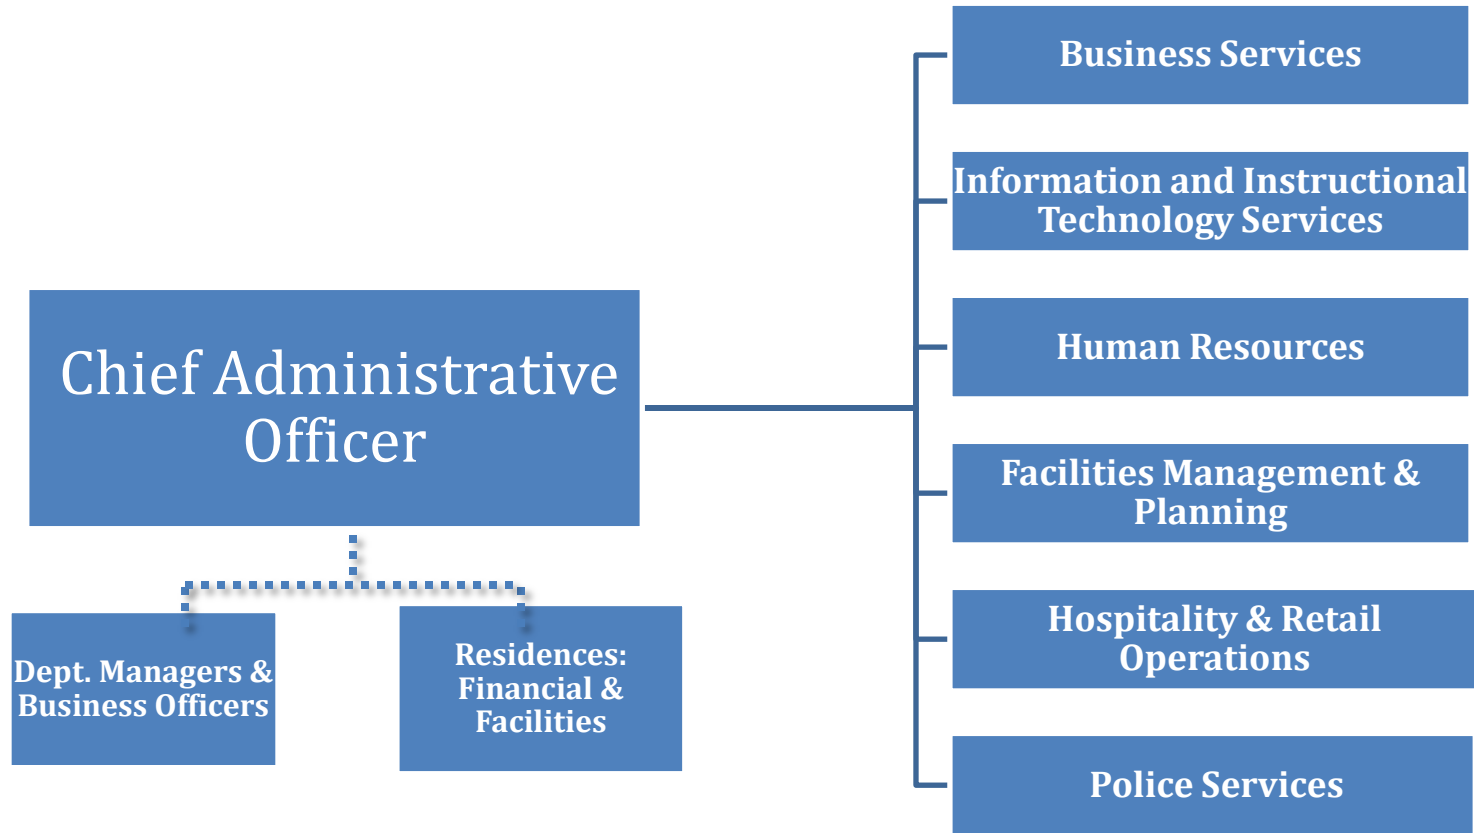 Business Services
Information and Instructional
Technology Services
Human Resources
Chief Administrative
Officer
Facilities Management &
Planning
Hospitality & Retail
Operations
Dept. Managers &
Business Officers
Residences:
Financial &
Facilities
Police Services